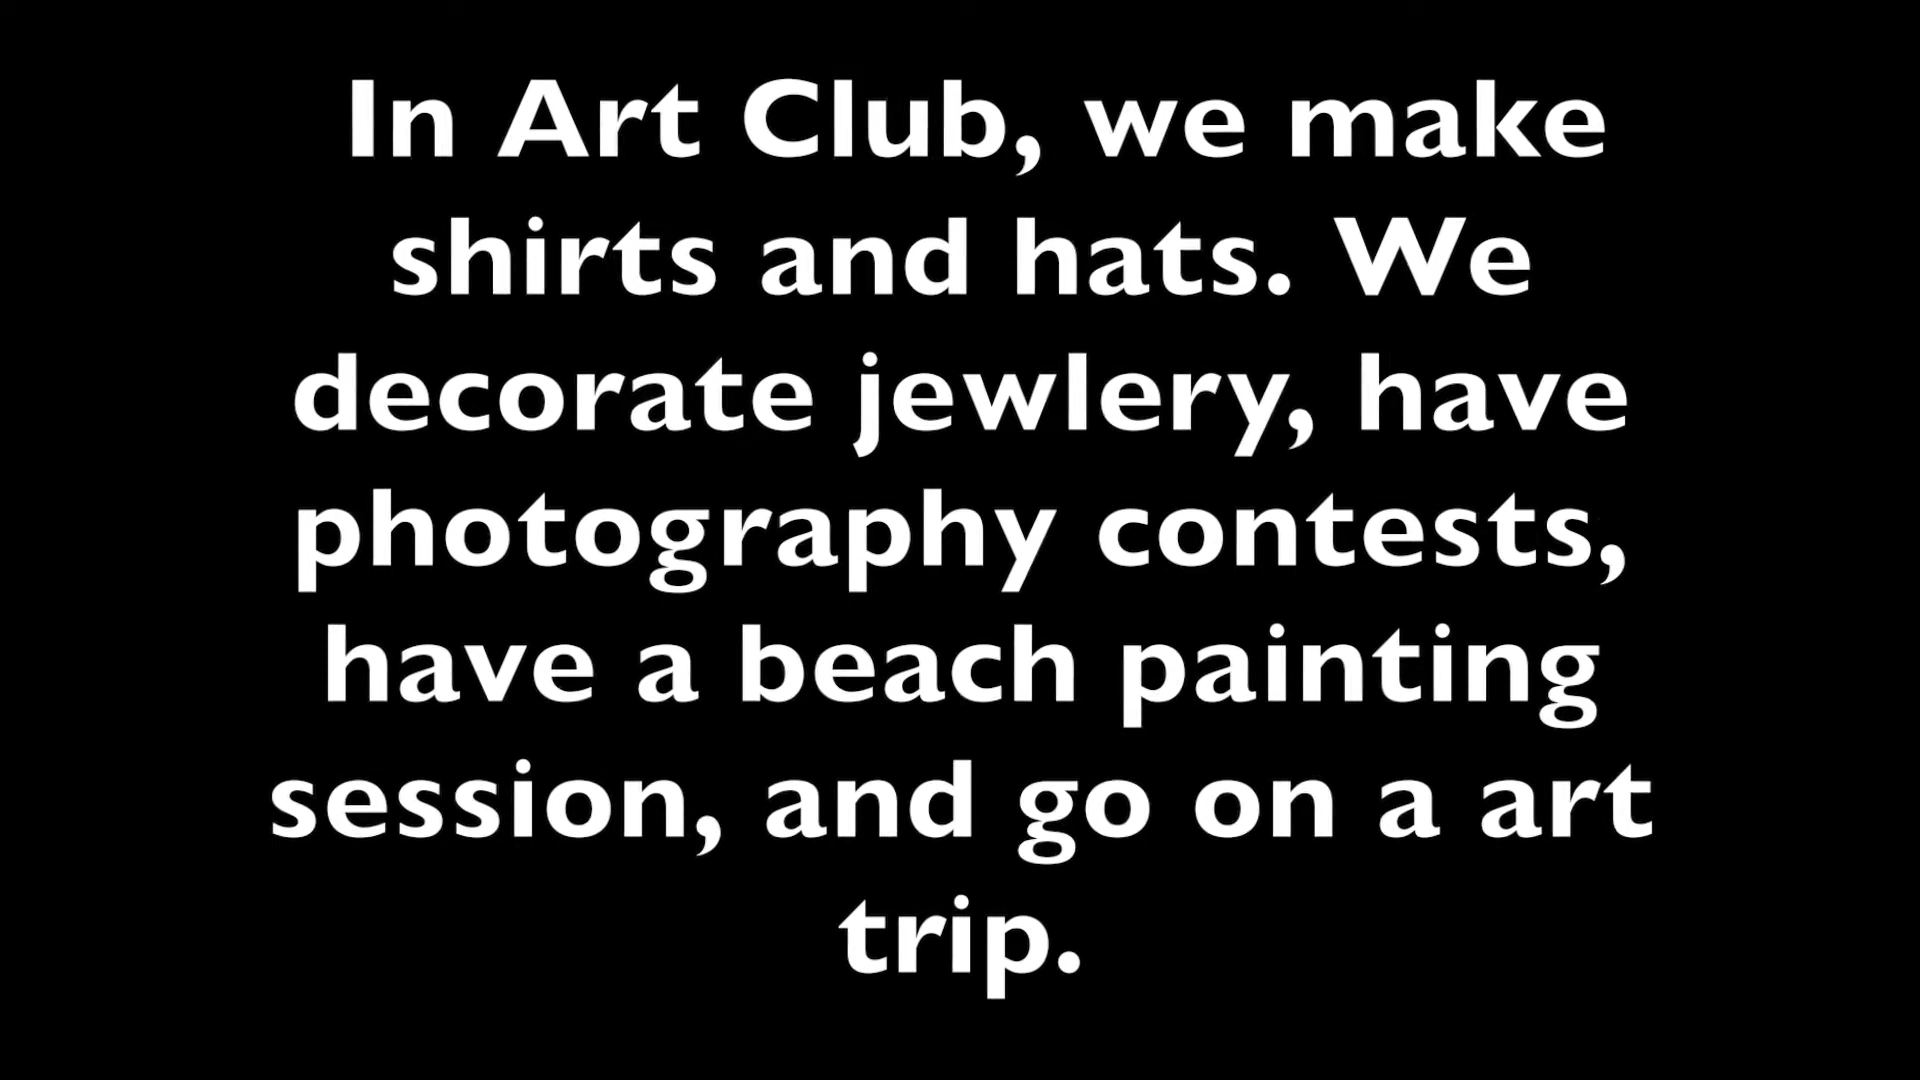 In Art Club, we make
shirts and hats. We
decorate jewlery, have
photography contests,
have a beach painting
session, and go on a art
trip.